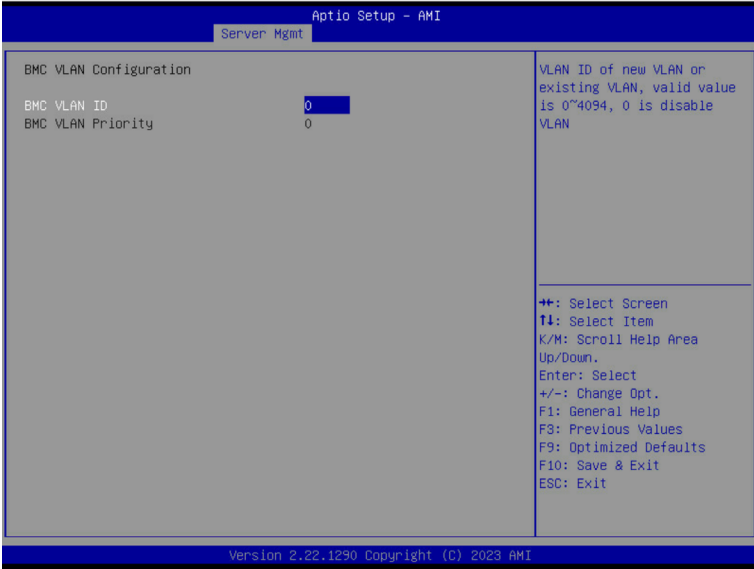 Aptio Setup – AMI
Server Mgmt
BMC VLAN Configuration
BMC VLAN ID 0
BMC VLAN Priority 0
VLAN ID of new VLAN or
existing VLAN, valid value
is 0~4094, 0 is disable
VLAN
→←: Select Screen
↑↓: Select Item
K/M: Scroll Help Area
Up/Down.
Enter: Select
+/-: Change Opt.
F1: General Help
F3: Previous Values
F9: Optimized Defaults
F10: Save & Exit
ESC: Exit
Version 2.22.1290 Copyright (C) 2023 AMI